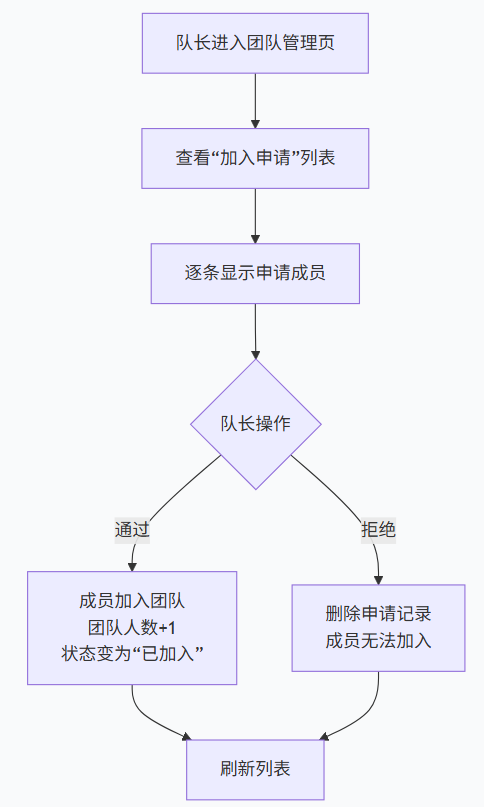 队长进入团队管理页
查看“加入申请”列表
逐条显示申请成员
队长操作
通过
拒绝
成员加入团队
团队人数+1
状态变为“已加入”
删除申请记录
成员无法加入
刷新列表